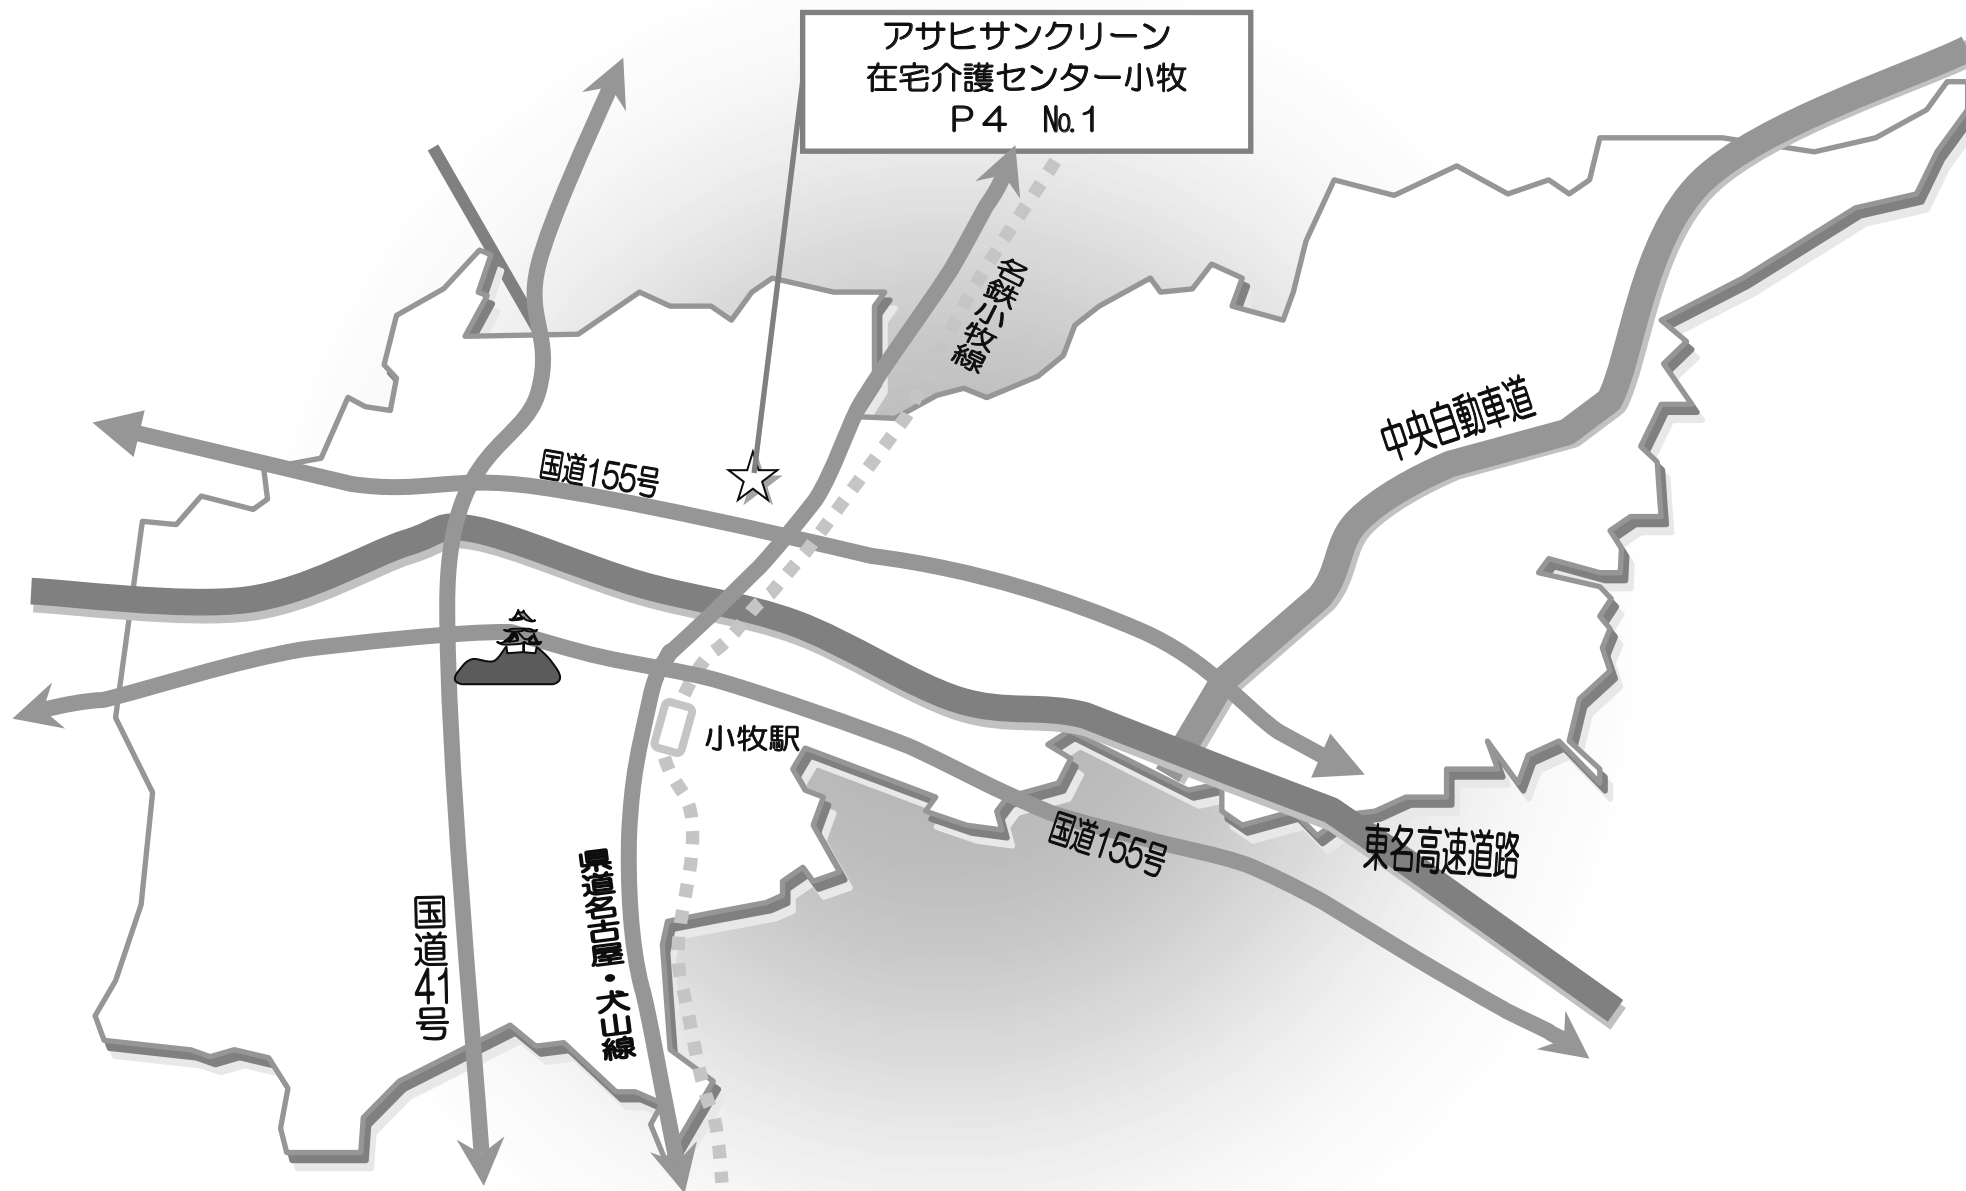 アサヒサンクリーン
在宅介護センター小牧
Ｐ４　№1
名鉄小牧線
中央自動車道
国道155号
小牧駅
国道155号
東名高速道路
県道名古屋・犬山線
国道41号